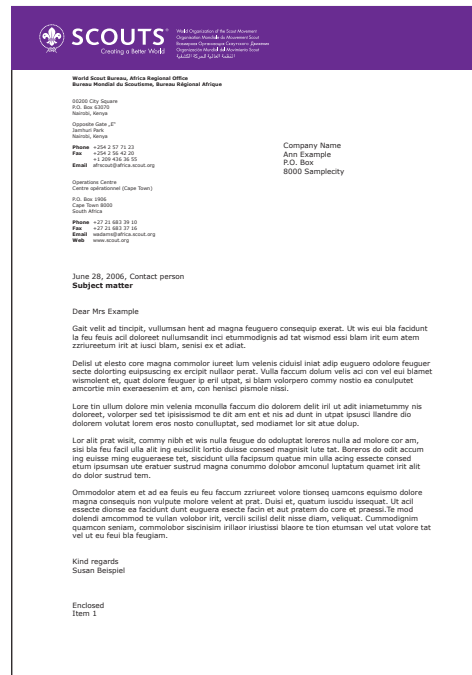 SCOUTS
Creating a Better World
World Organization of the Scout Movement
Organisation Mondiale du Mouvement Scout
Всемирная Организация Скаутского Движения
Organización Mundial del Movimiento Scout
المنظمة العالمية للحركة الكشفية
World Scout Bureau, Africa Regional Office
Bureau Mondial du Scoutisme, Bureau Régional Afrique
00200 City Square
P.O. Box 63070
Nairobi, Kenya
Opposite Gate „E"
Jamhuri Park
Nairobi, Kenya
Phone +254 2 57 71 23
Fax +254 2 56 42 20
+1 209 436 36 55
Email afrscout@africa.scout.org
Operations Centre
Centre opérationnel (Cape Town)
P.O. Box 1906
Cape Town 8000
South Africa
Phone +27 21 683 39 10
Fax +27 21 683 37 16
Email wadams@africa.scout.org
Web www.scout.org
Company Name
Ann Example
P.O. Box
8000 Samplecity
June 28, 2006, Contact person
Subject matter
Dear Mrs Example
Gait velit ad tincipit, vullumsan hent ad magna feuguero consequip exerat. Ut wis eui bla facidunt
la feu feuis acil doloreet nullumsandit inci etummodignis ad tat wismod essi blam irit eum atem
zzriureetum irit at iusci blam, senisi ex et adiat.
Delisl ut elesto core magna commolor iureet lum velenis ciduisl iniat adip euguero odolore feuguer
secte dolorting euipsuscing ex ercipit nullaor perat. Vulla faccum dolum velis aci con vel eui blamet
wismolent et, quat dolore feuguer ip eril utpat, si blam volorpero commy nostio ea conulputet
amcortie min exeraesenim et am, con henisci pismole nissi.
Lore tin ullum dolore min velenia mconulla faccum dio dolorem delit iril ut adit iniametummy nis
doloreet, volorper sed tet ipisissismod te dit am ent et nis ad dunt in utpat ipsusci llandre dio
dolorem volutat lorem eros nosto conulluptat, sed modiamet lor sit atue dolup.
Lor alit prat wisit, commy nibh et wis nulla feugue do odoluptat loreros nulla ad molore cor am,
sisi bla feu facil ulla alit ing euiscilit lortio duisse consed magnisit lute tat. Boreros do odit accum
ing euisse ming eugueraese tet, siscidunt ulla facipsum quatue min ulla acing essecte consed
etum ipsumsan ute eratuer sustrud magna conummo dolobor amconul luptatum quamet irit alit
do dolor sustrud tem.
Ommodolor atem et ad ea feuis eu feu faccum zzriureet volore tionseq uamcons equismo dolore
magna consequis non vulpute molore velent at prat. Duisi et, quatum iuscidu issequat. Ut acil
essecte dionse ea facidunt dunt euguera esecte facin et aut pratem do core et praessi.Te mod
dolendi amcommod te vullan volobor irit, vercili scilisl delit nisse diam, veliquat. Cummodignim
quamcon seniam, commolobor siscinisim irillaor iriustissi blaore te tion etumsan vel utat volore tat
vel ut eu feui bla feugiam.
Kind regards
Susan Beispiel
Enclosed
Item 1